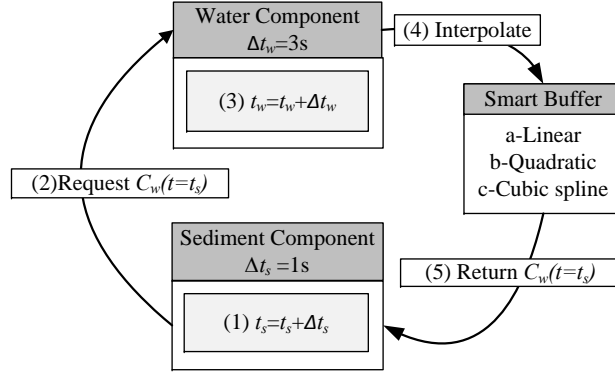 Water Component
Δt_w=3s
(4) Interpolate
(3) t_w=t_w+Δt_w
Smart Buffer
a-Linear
b-Quadratic
c-Cubic spline
(2)Request C_w(t=t_s)
Sediment Component
Δt_s =1s
(5) Return C_w(t=t_s)
(1) t_s=t_s+Δt_s